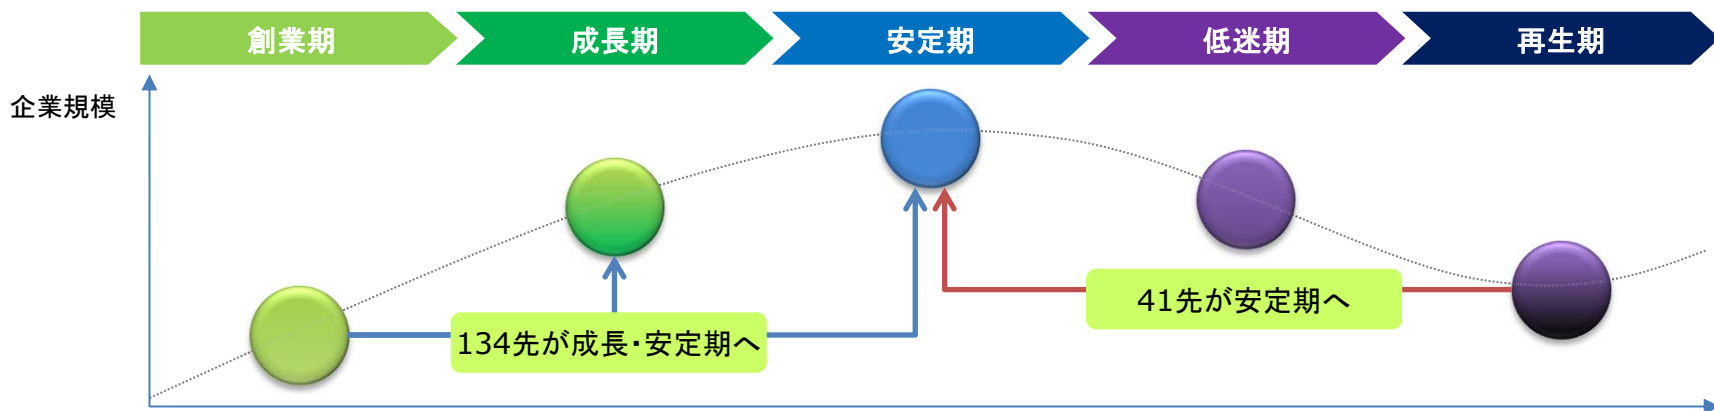 創業期
成長期
安定期
低迷期
再生期
企業規模
41先が安定期へ
134先が成長・安定期へ